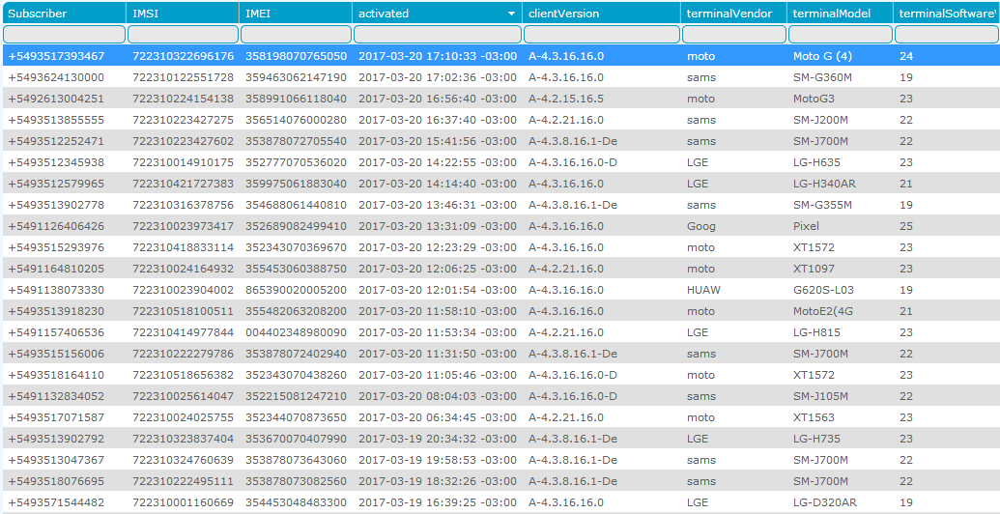 Subscriber IMSI IMEI activated clientVersion terminalVendor terminalModel terminalSoftwareV
+5493517393467 722310322696176 358198070765050 2017-03-20 17:10:33 -03:00 A-4.3.16.16.0 moto Moto G (4) 24
+5493624130000 722310122551728 359463062147190 2017-03-20 17:02:36 -03:00 A-4.3.16.16.0 sams SM-G360M 19
+5492613004251 722310224154138 358991066118040 2017-03-20 16:56:40 -03:00 A-4.2.15.16.5 moto MotoG3 23
+5493513855555 722310223427275 356514076000280 2017-03-20 16:37:40 -03:00 A-4.2.21.16.0 sams SM-J200M 22
+5493512252471 722310223427602 353878072705540 2017-03-20 15:41:56 -03:00 A-4.3.8.16.1-De sams SM-J700M 22
+5493512345938 722310014910175 352777070536020 2017-03-20 14:22:55 -03:00 A-4.3.16.16.0-D LGE LG-H635 23
+5493512579965 722310421727383 359975061883040 2017-03-20 14:14:40 -03:00 A-4.3.16.16.0 LGE LG-H340AR 21
+5493513902778 722310316378756 354688061440810 2017-03-20 13:46:31 -03:00 A-4.3.8.16.1-De sams SM-G355M 19
+5491126406426 722310023973417 352689082499410 2017-03-20 13:31:09 -03:00 A-4.3.16.16.0 Goog Pixel 25
+5493515293976 722310418833114 352343070369670 2017-03-20 12:23:29 -03:00 A-4.3.16.16.0 moto XT1572 23
+5491164810205 722310024164932 355453060388750 2017-03-20 12:06:25 -03:00 A-4.2.21.16.0 moto XT1097 23
+5491138073330 722310023904002 865390020005200 2017-03-20 12:01:54 -03:00 A-4.3.16.16.0 HUAW G620S-L03 19
+5493513918230 722310518100511 355482063208200 2017-03-20 11:58:10 -03:00 A-4.3.16.16.0 moto MotoE2(4G 21
+5491157406536 722310414977844 004402348980090 2017-03-20 11:53:34 -03:00 A-4.2.21.16.0 LGE LG-H815 23
+5493515156006 722310222279786 353878072402940 2017-03-20 11:31:50 -03:00 A-4.3.8.16.1-De sams SM-J700M 22
+5493518164110 722310518656382 352343070438260 2017-03-20 11:05:46 -03:00 A-4.3.16.16.0-D moto XT1572 23
+5491132834052 722310025614047 352215081247210 2017-03-20 08:04:03 -03:00 A-4.3.16.16.0-D sams SM-J105M 22
+5493517071587 722310024025755 352344070873650 2017-03-20 06:34:45 -03:00 A-4.2.21.16.0 moto XT1563 23
+5493513902792 722310323837404 353670070407990 2017-03-19 20:34:32 -03:00 A-4.3.8.16.1-De LGE LG-H735 23
+5493513047367 722310324760639 353878073643060 2017-03-19 19:58:53 -03:00 A-4.3.8.16.1-De sams SM-J700M 22
+5493518076695 722310222495111 353878073082560 2017-03-19 18:32:26 -03:00 A-4.3.8.16.1-De sams SM-J700M 22
+5493571544482 722310001160669 354453048483300 2017-03-19 16:39:25 -03:00 A-4.3.16.16.0 LGE LG-D320AR 19